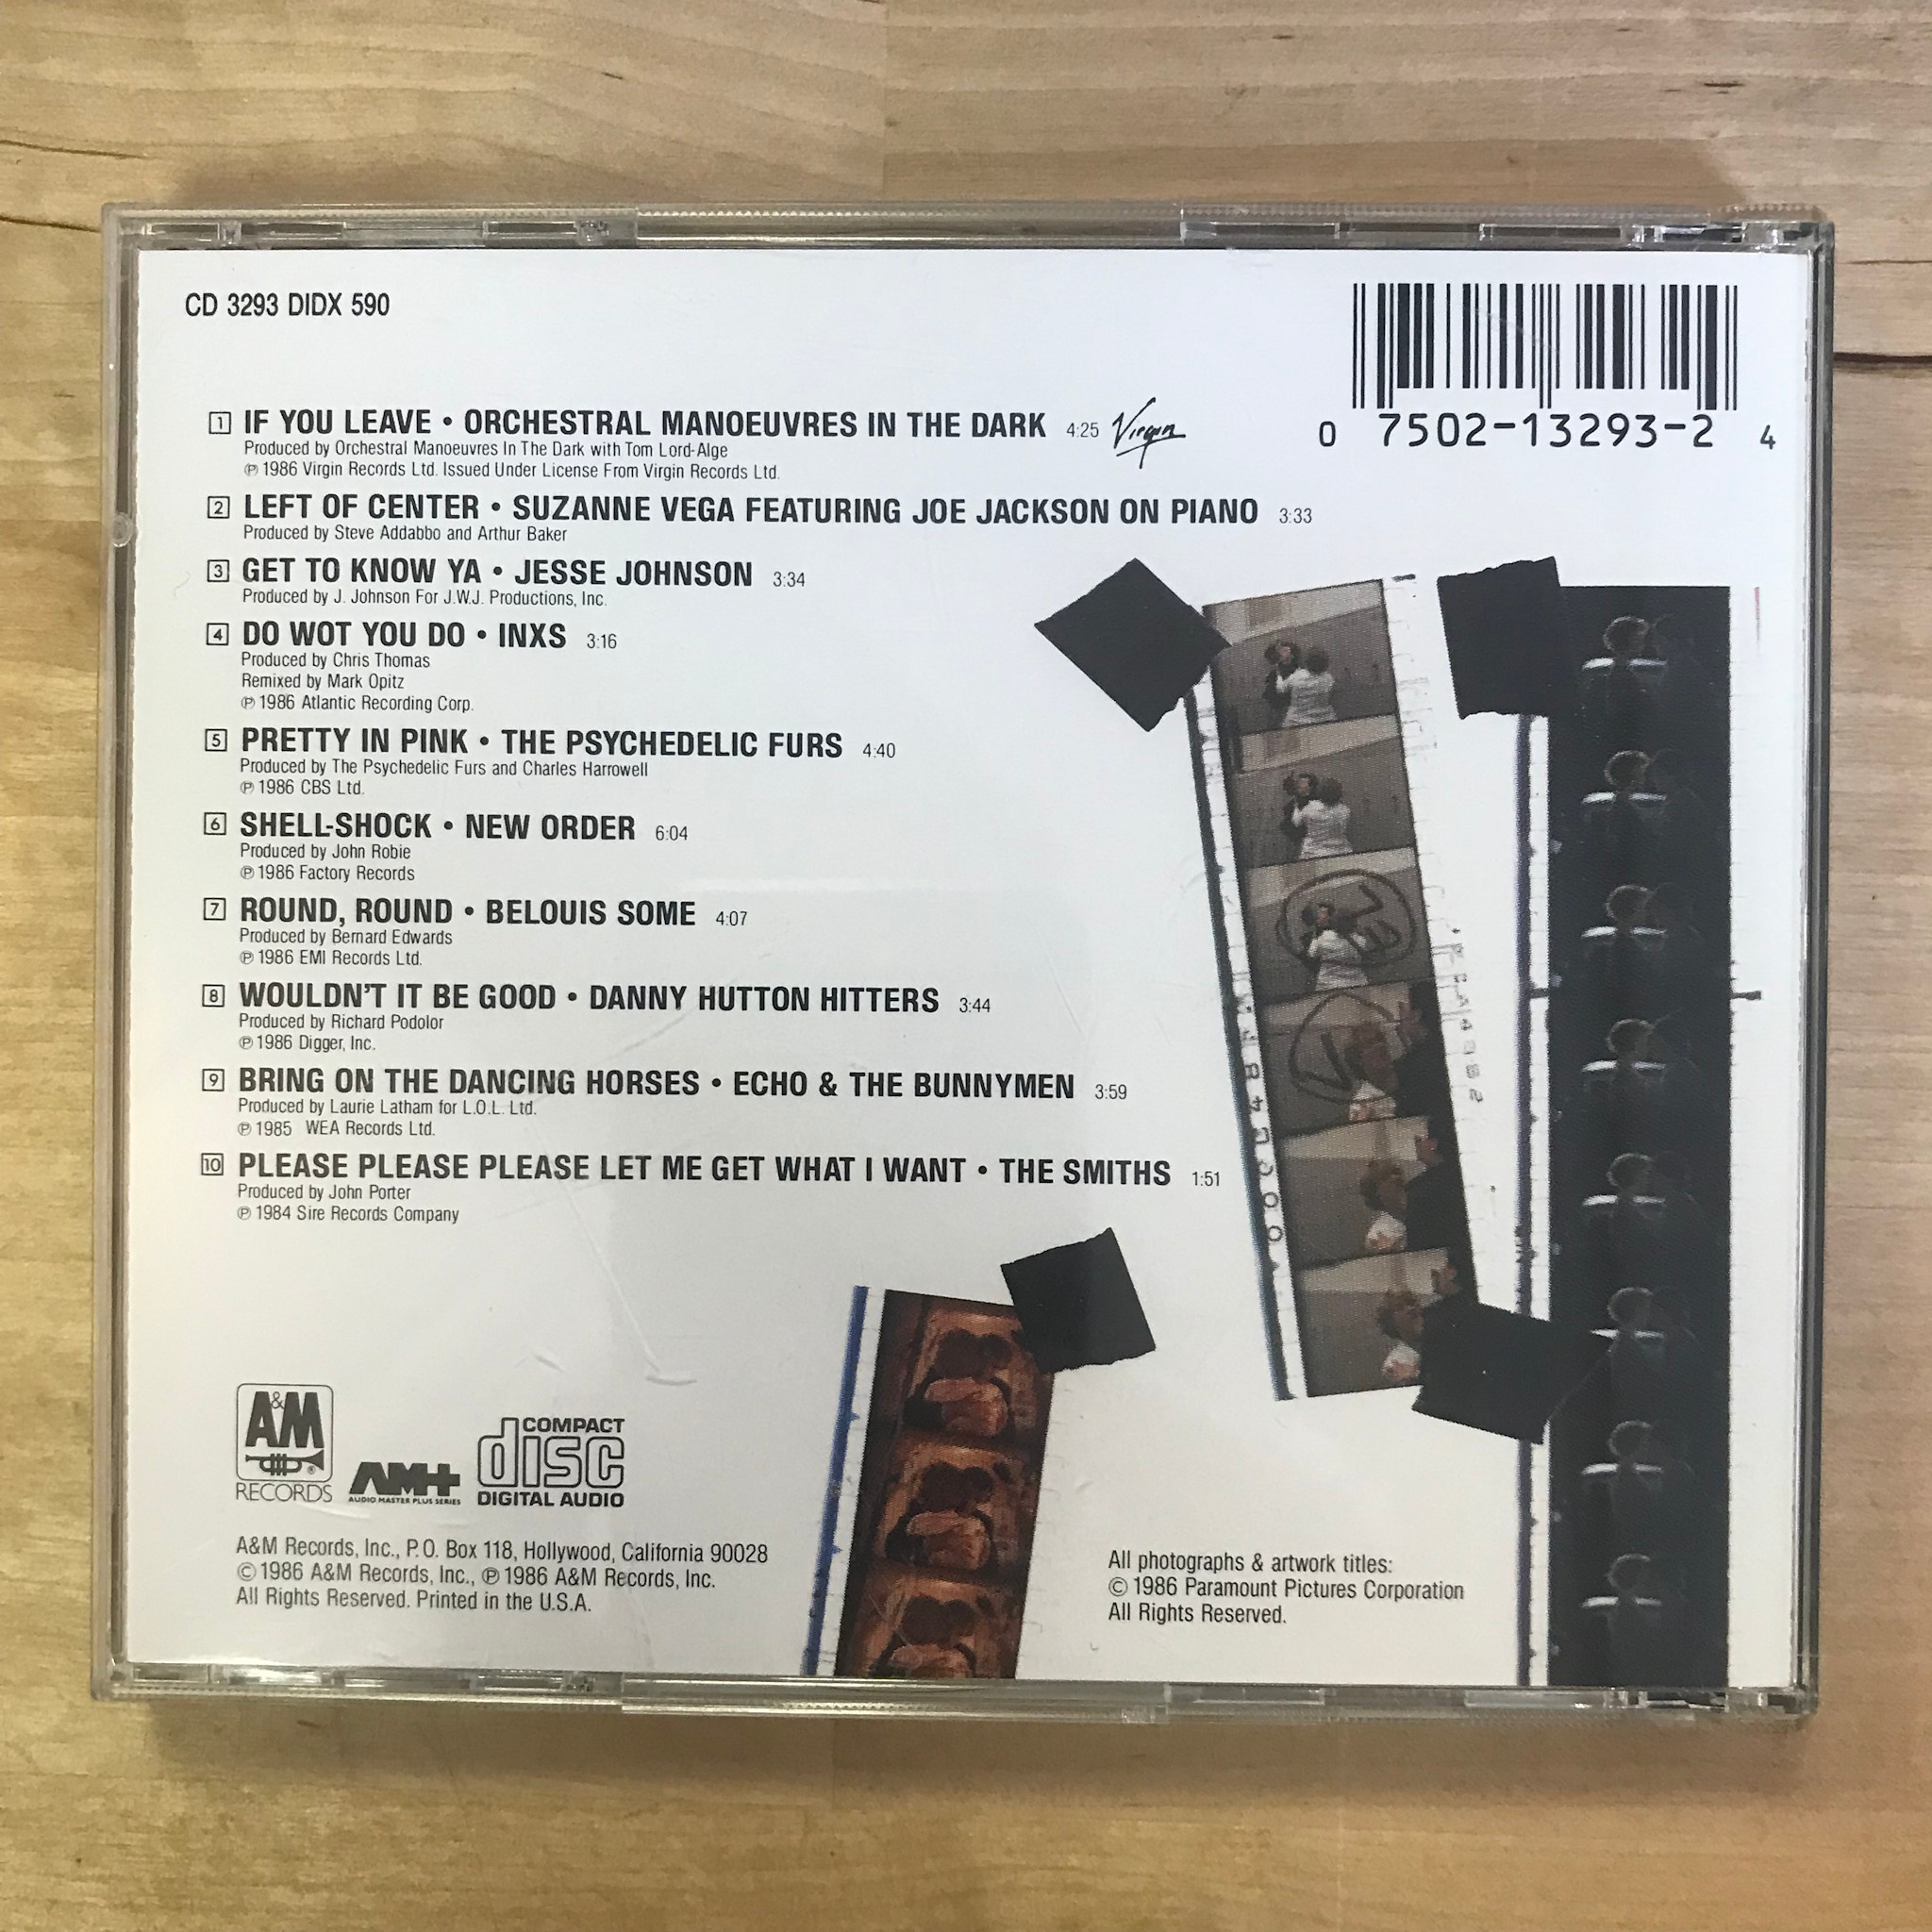 CD 3293 DIDX 590
0 7502-13293-2 4
1 IF YOU LEAVE • ORCHESTRAL MANOEUVRES IN THE DARK 4:25 Virgin
Produced by Orchestral Manoeuvres In The Dark with Tom Lord-Alge
℗ 1986 Virgin Records Ltd. Issued Under License From Virgin Records Ltd.
2 LEFT OF CENTER • SUZANNE VEGA FEATURING JOE JACKSON ON PIANO 3:33
Produced by Steve Addabbo and Arthur Baker
3 GET TO KNOW YA • JESSE JOHNSON 3:34
Produced by J. Johnson For J.W.J. Productions, Inc.
4 DO WOT YOU DO • INXS 3:16
Produced by Chris Thomas
Remixed by Mark Opitz
℗ 1986 Atlantic Recording Corp.
5 PRETTY IN PINK • THE PSYCHEDELIC FURS 4:40
Produced by The Psychedelic Furs and Charles Harrowell
℗ 1986 CBS Ltd.
6 SHELL-SHOCK • NEW ORDER 6:04
Produced by John Robie
℗ 1986 Factory Records
7 ROUND, ROUND • BELOUIS SOME 4:07
Produced by Bernard Edwards
℗ 1986 EMI Records Ltd.
8 WOULDN'T IT BE GOOD • DANNY HUTTON HITTERS 3:44
Produced by Richard Podolor
℗ 1986 Digger, Inc.
9 BRING ON THE DANCING HORSES • ECHO & THE BUNNYMEN 3:59
Produced by Laurie Latham for L.O.L. Ltd.
℗ 1985 WEA Records Ltd.
10 PLEASE PLEASE PLEASE LET ME GET WHAT I WANT • THE SMITHS 1:51
Produced by John Porter
℗ 1984 Sire Records Company
A&M ®
RECORDS
AM+
AUDIO MASTER PLUS SERIES
COMPACT
disc
DIGITAL AUDIO
A&M Records, Inc., P.O. Box 118, Hollywood, California 90028
© 1986 A&M Records, Inc., ℗ 1986 A&M Records, Inc.
All Rights Reserved. Printed in the U.S.A.
All photographs & artwork titles:
© 1986 Paramount Pictures Corporation
All Rights Reserved.